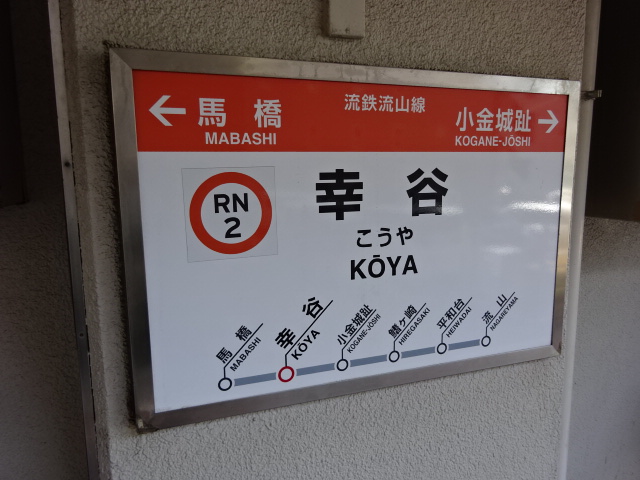 馬橋
MABASHI
流鉄流山線
小金城趾
KOGANE-JŌSHI
RN
2
幸谷
こうや
KŌYA
馬橋
MABASHI
幸谷
KŌYA
小金城趾
KOGANE-JŌSHI
鰭ヶ崎
HIREGASAKI
平和台
HEIWADAI
流山
NAGAREYAMA